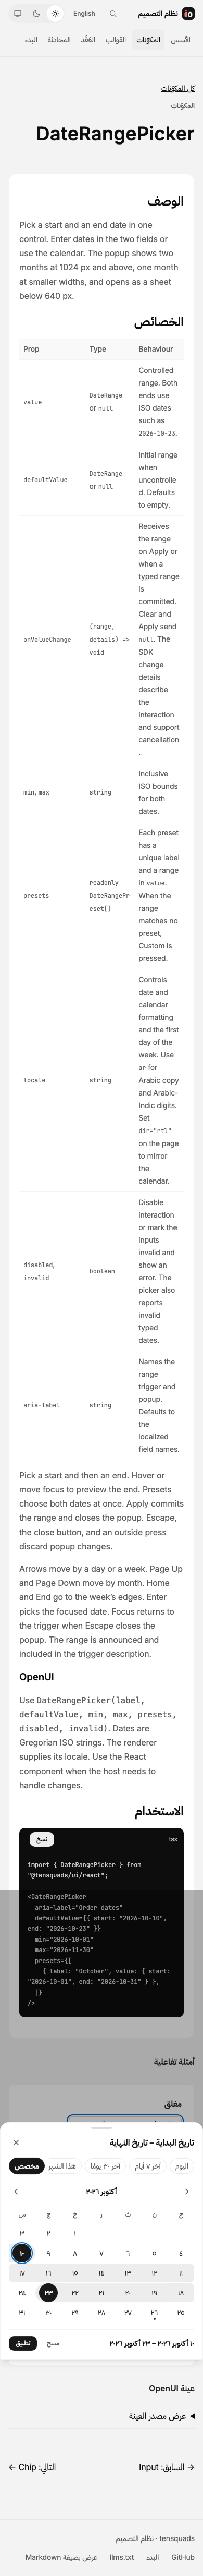 نظام التصميم
English
الأسس
المكوّنات
القوالب
العُقَد
المحادثة
البدء
كل المكوّنات
المكوّنات
DateRangePicker
الوصف
Pick a start and an end date in one
control. Enter dates in the two fields or
use the calendar. The popup shows two
months at 1024 px and above, one month
at smaller widths, and opens as a sheet
below 640 px.
الخصائص
Prop Type Behaviour
value
DateRange
or null
Controlled
range. Both
ends use
ISO dates
such as
2026-10-23.
defaultValue
DateRange
or null
Initial range
when
uncontrolle
d. Defaults
to empty.
onValueChange
(range,
details) =>
void
Receives
the range
on Apply or
when a
typed range
is
committed.
Clear and
Apply send
null. The
SDK
change
details
describe
the
interaction
and support
cancellation
.
min, max
string
Inclusive
ISO bounds
for both
dates.
presets
readonly
DateRangePr
eset[]
Each preset
has a
unique label
and a range
in value.
When the
range
matches no
preset,
Custom is
pressed.
locale
string
Controls
date and
calendar
formatting
and the first
day of the
week. Use
ar for
Arabic copy
and Arabic-
Indic digits.
Set
dir="rtl"
on the page
to mirror
the
calendar.
disabled,
invalid
boolean
Disable
interaction
or mark the
inputs
invalid and
show an
error. The
picker also
reports
invalid
typed
dates.
aria-label
string
Names the
range
trigger and
popup.
Defaults to
the
localized
field names.
Pick a start and then an end. Hover or
move focus to preview the end. Presets
choose both dates at once. Apply commits
the range and closes the popup. Escape,
the close button, and an outside press
discard popup changes.
Arrows move by a day or a week. Page Up
and Page Down move by month. Home
and End go to the week's edges. Enter
picks the focused date. Focus returns to
the trigger when Escape closes the
popup. The range is announced and
included in the trigger description.
OpenUI
Use DateRangePicker(label,
defaultValue, min, max, presets,
disabled, invalid). Dates are
Gregorian ISO strings. The renderer
supplies its locale. Use the React
component when the host needs to
handle changes.
الاستخدام
tsx
نسخ
import { DateRangePicker } from
"@tensquads/ui/react";
<DateRangePicker
aria-label="Order dates"
defaultValue={{ start: "2026-10-10",
end: "2026-10-23" }}
min="2026-10-01"
max="2026-11-30"
presets={[
{ label: "October", value: { start:
"2026-10-01", end: "2026-10-31" } },
]}
/>
أمثلة تفاعلية
مغلق
تاريخ البداية – تاريخ النهاية
اليوم
آخر ٧ أيام
آخر ٣٠ يومًا
هذا الشهر
مخصص
أكتوبر ٢٠٢٦
ح ن ث ر خ ج س
١ ٢ ٣
٤ ٥ ٦ ٧ ٨ ٩ ١٠
١١ ١٢ ١٣ ١٤ ١٥ ١٦ ١٧
١٨ ١٩ ٢٠ ٢١ ٢٢ ٢٣ ٢٤
٢٥ ٢٦ ٢٧ ٢٨ ٢٩ ٣٠ ٣١
١٠ أكتوبر ٢٠٢٦ – ٢٣ أكتوبر ٢٠٢٦
مسح
تطبيق
عينة OpenUI
عرض مصدر العينة
→ السابق: Input
التالي: Chip ←
tensquads · نظام التصميم
GitHub
البدء
llms.txt
عرض بصيغة Markdown